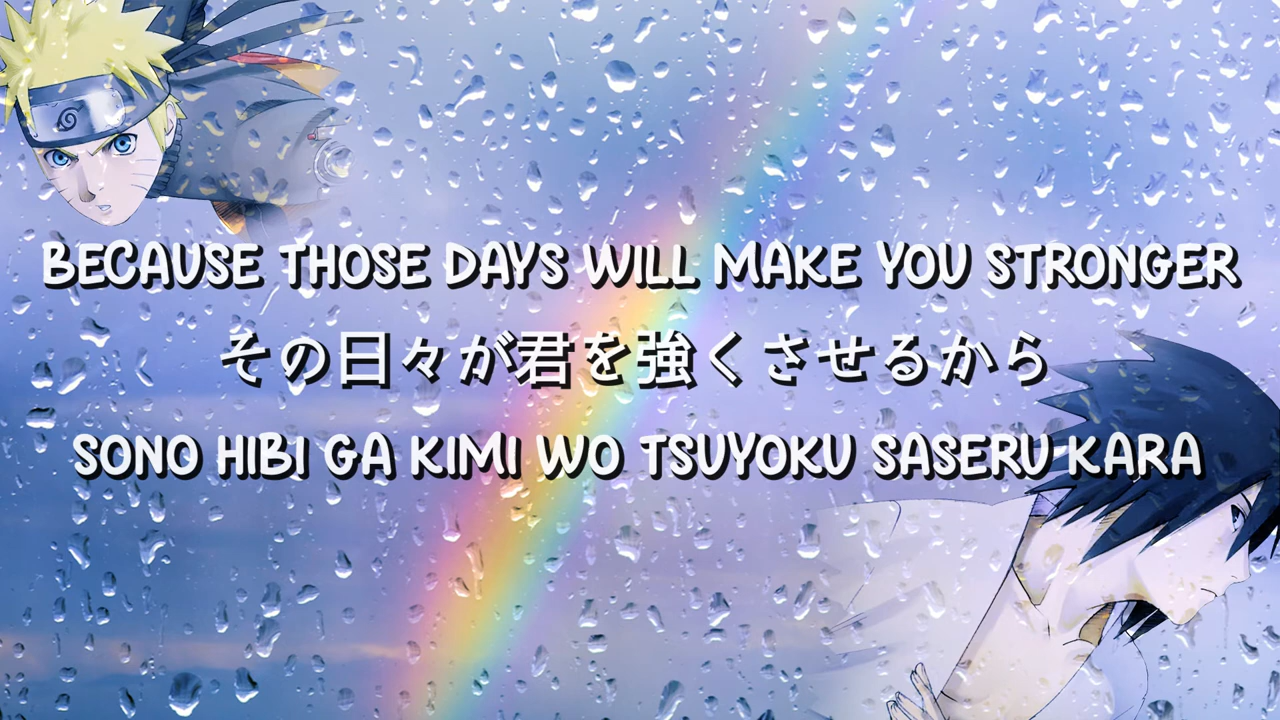 BECAUSE THOSE DAYS WILL MAKE YOU STRONGER
その日々が君を強くさせるから
SONO HIBI GA KIMI WO TSUYOKU SASERU KARA